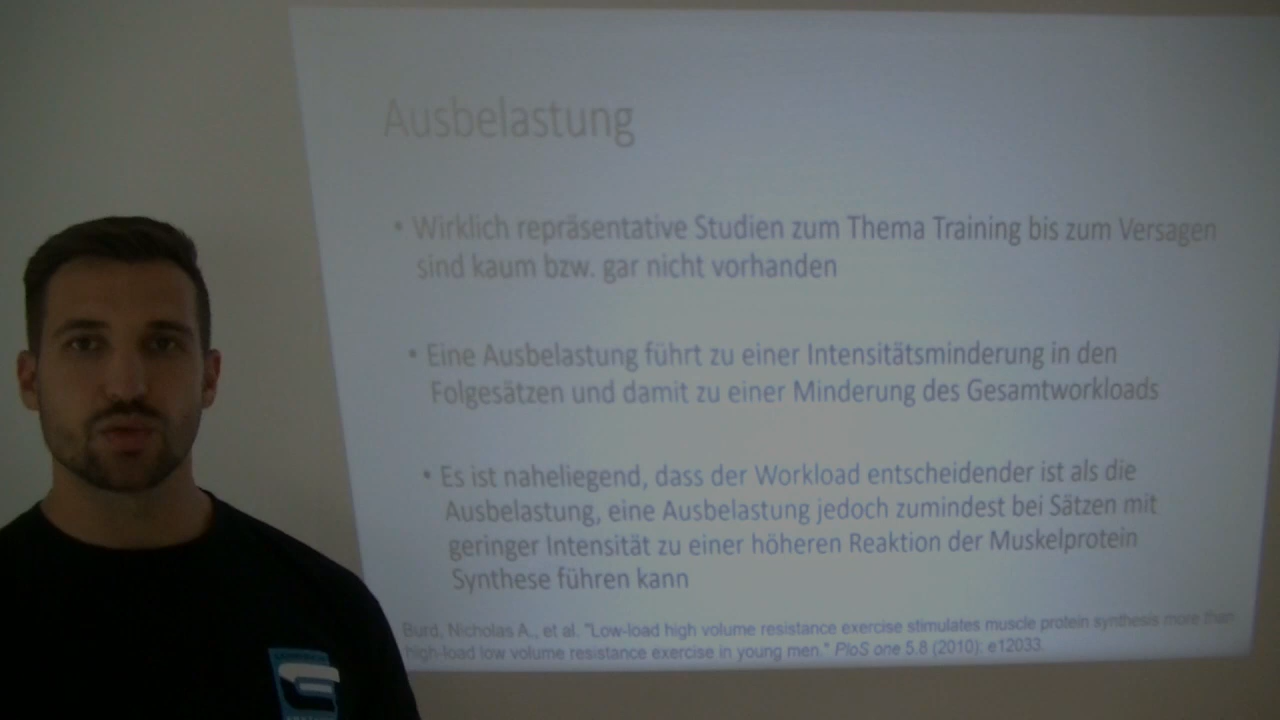 Ausbelastung
• Wirklich repräsentative Studien zum Thema Training bis zum Versagen
sind kaum bzw. gar nicht vorhanden
• Eine Ausbelastung führt zu einer Intensitätsminderung in den
Folgesätzen und damit zu einer Minderung des Gesamtworkloads
• Es ist naheliegend, dass der Workload entscheidender ist als die
Ausbelastung, eine Ausbelastung jedoch zumindest bei Sätzen mit
geringer Intensität zu einer höheren Reaktion der Muskelprotein
Synthese führen kann
Burd, Nicholas A., et al. "Low-load high volume resistance exercise stimulates muscle protein synthesis more than
high-load low volume resistance exercise in young men." PloS one 5.8 (2010): e12033.